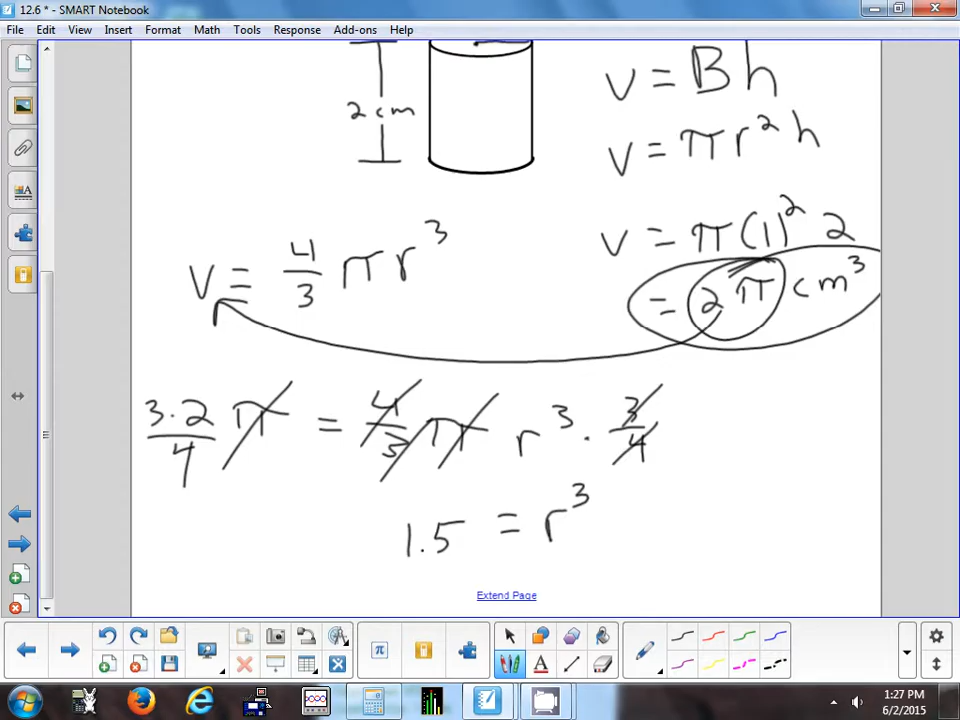 12.6 * - SMART Notebook
File Edit View Insert Format Math Tools Response Add-ons Help
V = Bh
2 cm
V = πr² h
V = π(1)² 2
V = 4/3 πr³
= 2π cm³
3·2/4 π = 4/3 π r³ · 3/4
1.5 = r³
Extend Page
π
A
1:27 PM
6/2/2015